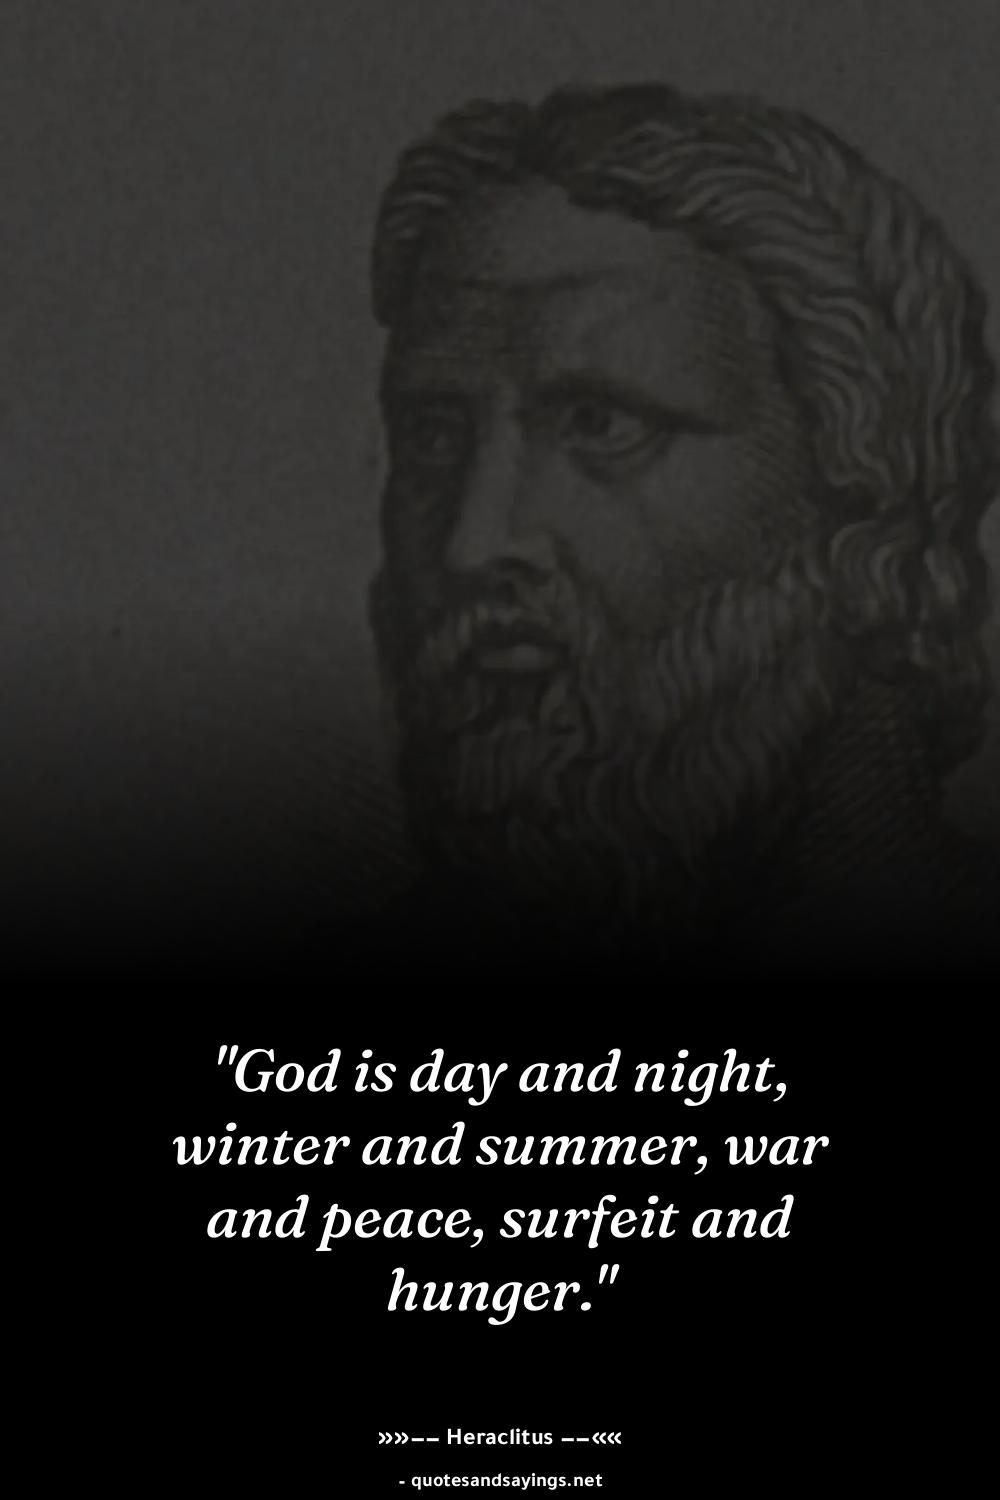 "God is day and night,
winter and summer, war
and peace, surfeit and
hunger."
»»–– Heraclitus ––««
- quotesandsayings.net